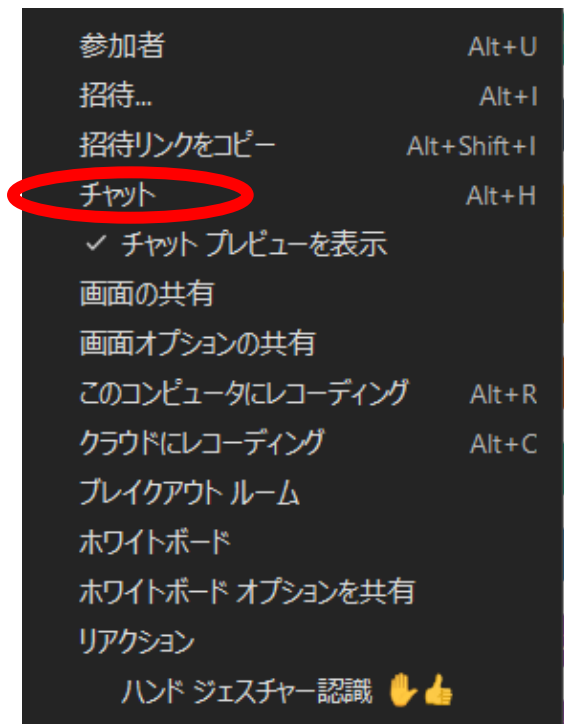 参加者 Alt+U
招待... Alt+I
招待リンクをコピー Alt+Shift+I
チャット Alt+H
✓ チャット プレビューを表示
画面の共有
画面オプションの共有
このコンピュータにレコーディング Alt+R
クラウドにレコーディング Alt+C
ブレイクアウト ルーム
ホワイトボード
ホワイトボード オプションを共有
リアクション
ハンド ジェスチャー認識 ✋👍